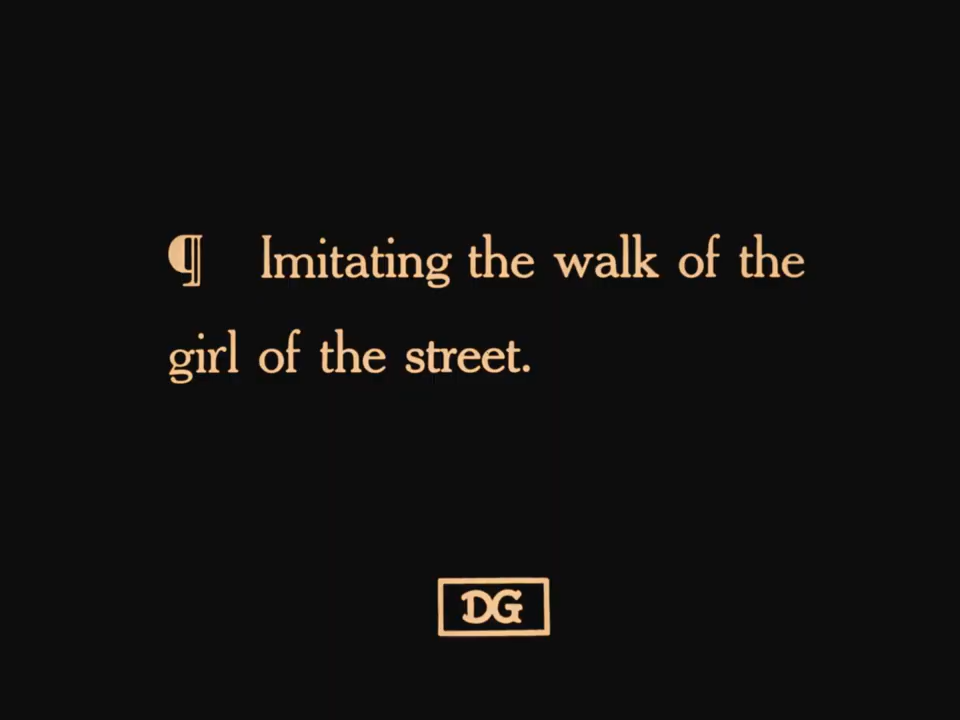 ¶ Imitating the walk of the
girl of the street.
DG